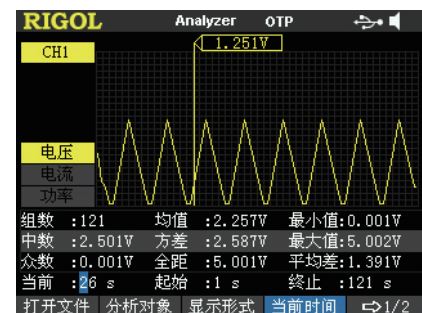 RIGOL Analyzer OTP
CH1
1.251V
电压
电流
功率
组数 :121 均值 :2.257V 最小值:0.001V
中数 :2.501V 方差 :2.587V 最大值:5.002V
众数 :0.001V 全距 :5.001V 平均差:1.391V
当前 :26 s 起始 :1 s 终止 :121 s
打开文件 分析对象 显示形式 当前时间 ⇨1/2